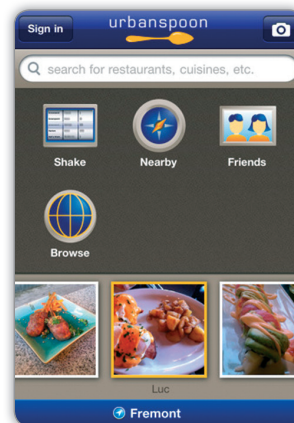 Sign in
urbanspoon
search for restaurants, cuisines, etc.
Shake
Nearby
Friends
Browse
Luc
Fremont